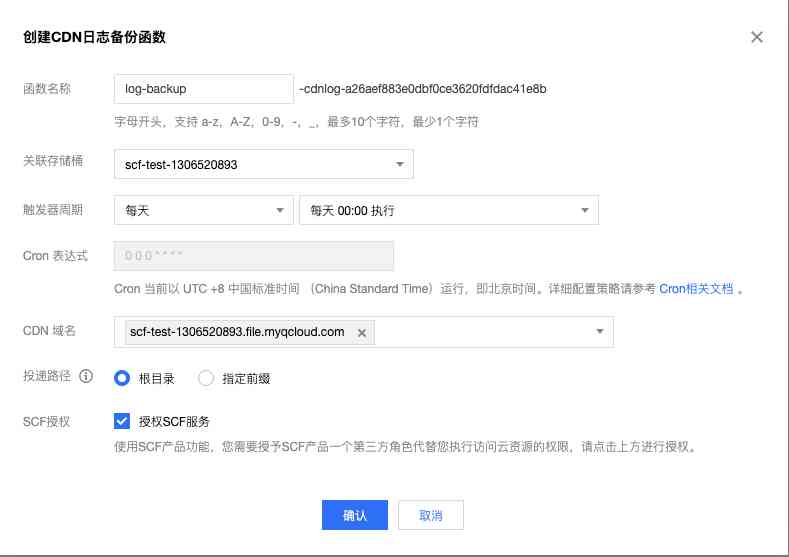 创建CDN日志备份函数
函数名称 log-backup -cdnlog-a26aef883e0dbf0ce3620fdfdac41e8b
字母开头，支持 a-z，A-Z，0-9，-，_，最多10个字符，最少1个字符
关联存储桶 scf-test-1306520893
触发器周期 每天 每天 00:00 执行
Cron 表达式 0 0 0 * * * *
Cron 当前以 UTC +8 中国标准时间 （China Standard Time）运行，即北京时间。详细配置策略请参考 Cron相关文档 。
CDN 域名 scf-test-1306520893.file.myqcloud.com
投递路径 根目录 指定前缀
SCF授权 授权SCF服务
使用SCF产品功能，您需要授予SCF产品一个第三方角色代替您执行访问云资源的权限，请点击上方进行授权。
确认 取消